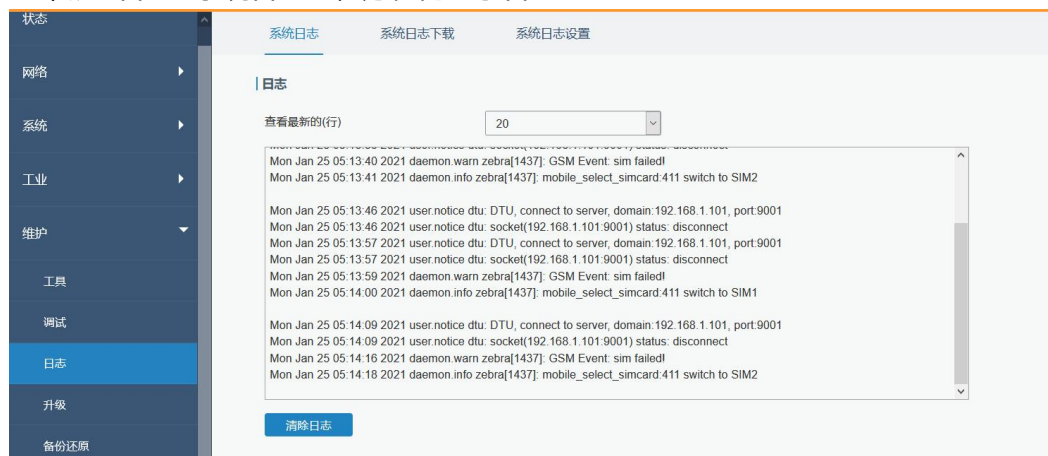 状态
网络
系统
工业
维护
工具
调试
日志
升级
备份还原
系统日志 系统日志下载 系统日志设置
日志
查看最新的(行) 20
Mon Jan 25 05:13:40 2021 daemon.warn zebra[1437]: GSM Event: sim failed!
Mon Jan 25 05:13:41 2021 daemon.info zebra[1437]: mobile_select_simcard:411 switch to SIM2
Mon Jan 25 05:13:46 2021 user.notice dtu: DTU, connect to server, domain:192.168.1.101, port:9001
Mon Jan 25 05:13:46 2021 user.notice dtu: socket(192.168.1.101:9001) status: disconnect
Mon Jan 25 05:13:57 2021 user.notice dtu: DTU, connect to server, domain:192.168.1.101, port:9001
Mon Jan 25 05:13:57 2021 user.notice dtu: socket(192.168.1.101:9001) status: disconnect
Mon Jan 25 05:13:59 2021 daemon.warn zebra[1437]: GSM Event: sim failed!
Mon Jan 25 05:14:00 2021 daemon.info zebra[1437]: mobile_select_simcard:411 switch to SIM1
Mon Jan 25 05:14:09 2021 user.notice dtu: DTU, connect to server, domain:192.168.1.101, port:9001
Mon Jan 25 05:14:09 2021 user.notice dtu: socket(192.168.1.101:9001) status: disconnect
Mon Jan 25 05:14:16 2021 daemon.warn zebra[1437]: GSM Event: sim failed!
Mon Jan 25 05:14:18 2021 daemon.info zebra[1437]: mobile_select_simcard:411 switch to SIM2
清除日志